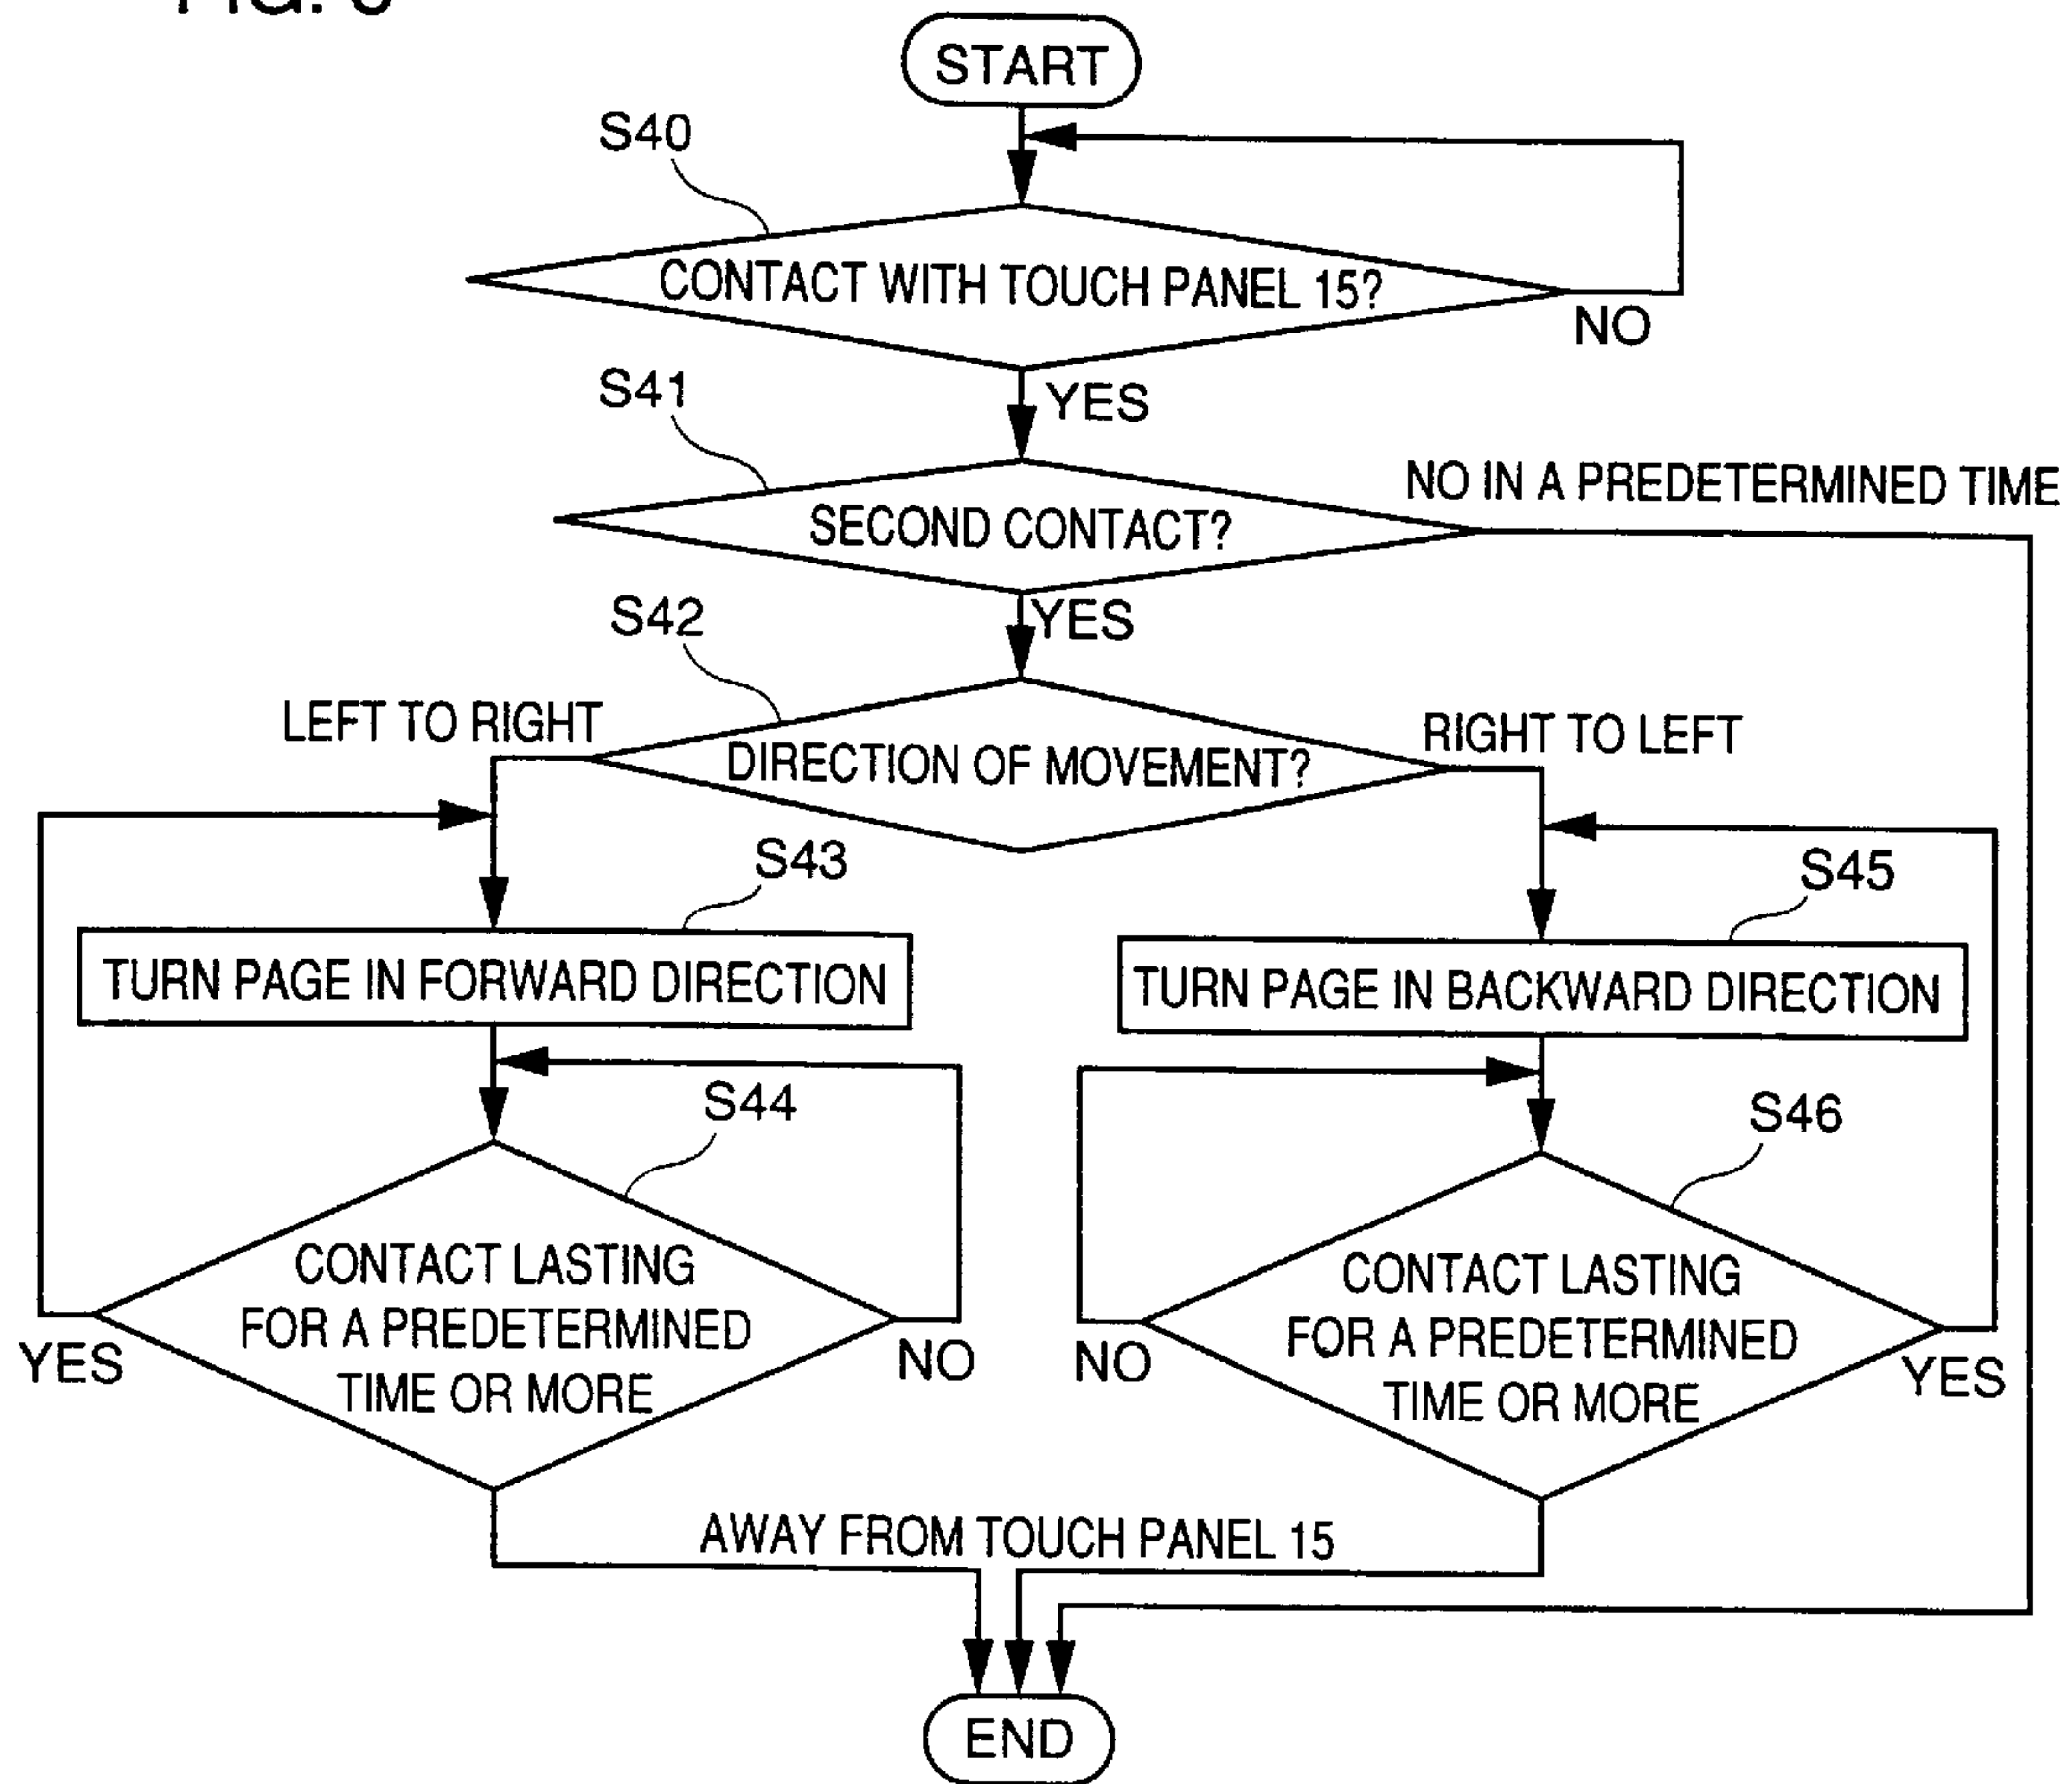 START
S40
CONTACT WITH TOUCH PANEL 15?
NO
S41
YES
NO IN A PREDETERMINED TIME
SECOND CONTACT?
S42
YES
LEFT TO RIGHT
RIGHT TO LEFT
DIRECTION OF MOVEMENT?
S43
S45
TURN PAGE IN FORWARD DIRECTION
TURN PAGE IN BACKWARD DIRECTION
S44
S46
CONTACT LASTING
FOR A PREDETERMINED
TIME OR MORE
YES
NO
CONTACT LASTING
FOR A PREDETERMINED
TIME OR MORE
NO
YES
AWAY FROM TOUCH PANEL 15
END